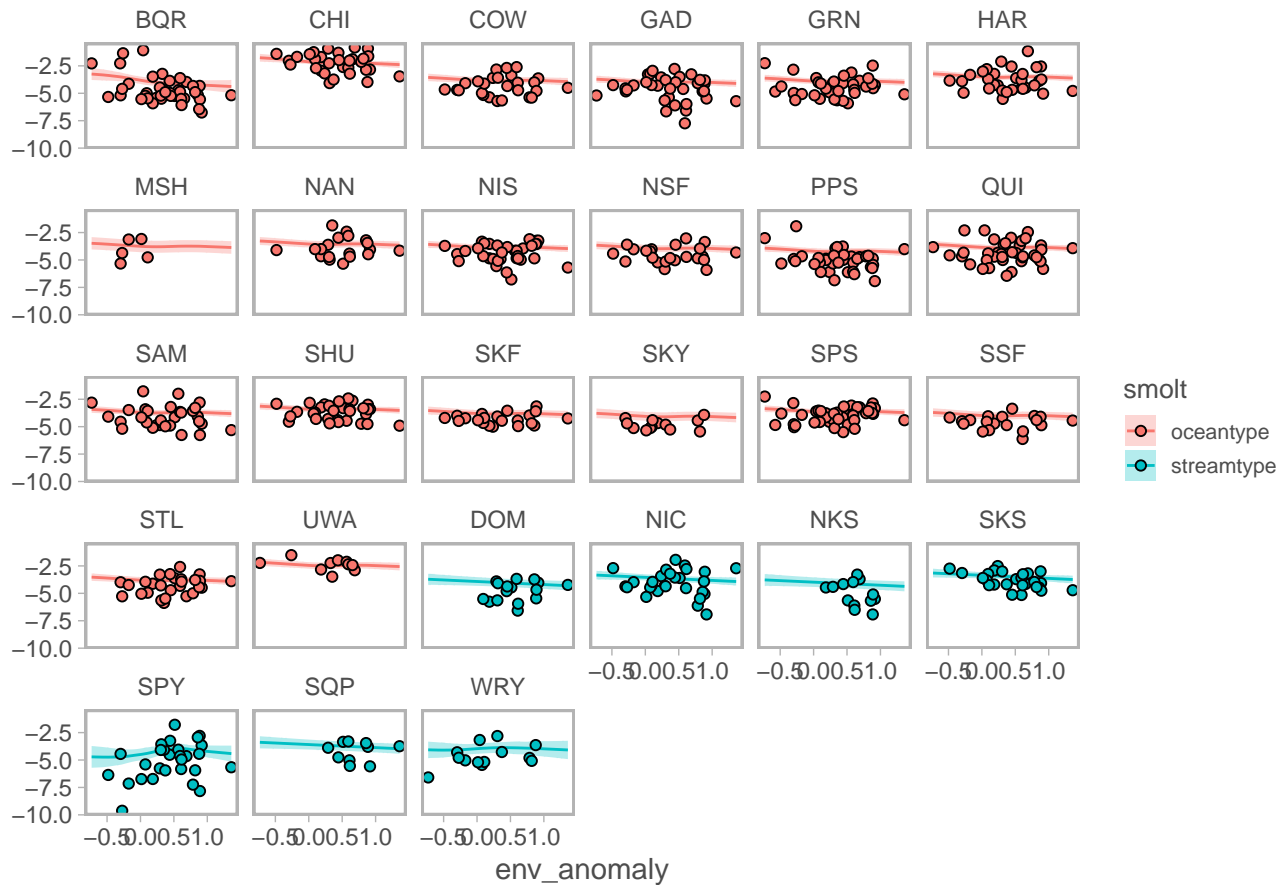 BQR CHI COW GAD GRN HAR
−2.5
−5.0
−7.5
−10.0
MSH NAN NIS NSF PPS QUI
−2.5
−5.0
−7.5
−10.0
SAM SHU SKF SKY SPS SSF
−2.5
−5.0
−7.5
−10.0
smolt
oceantype
streamtype
STL UWA DOM NIC NKS SKS
−2.5
−5.0
−7.5
−10.0
−0.5 0.0 0.5 1.0 −0.5 0.0 0.5 1.0 −0.5 0.0 0.5 1.0
SPY SQP WRY
−2.5
−5.0
−7.5
−10.0
−0.5 0.0 0.5 1.0 −0.5 0.0 0.5 1.0 −0.5 0.0 0.5 1.0
env_anomaly